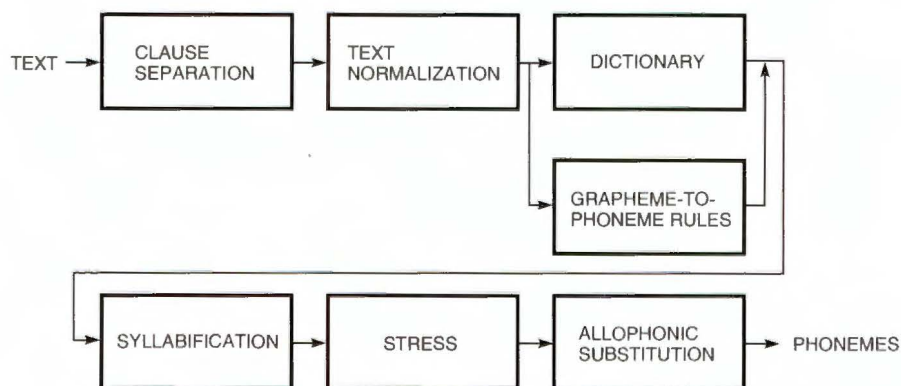 TEXT
CLAUSE
SEPARATION
TEXT
NORMALIZATION
DICTIONARY
GRAPHEME-TO-
PHONEME RULES
SYLLABIFICATION
STRESS
ALLOPHONIC
SUBSTITUTION
PHONEMES